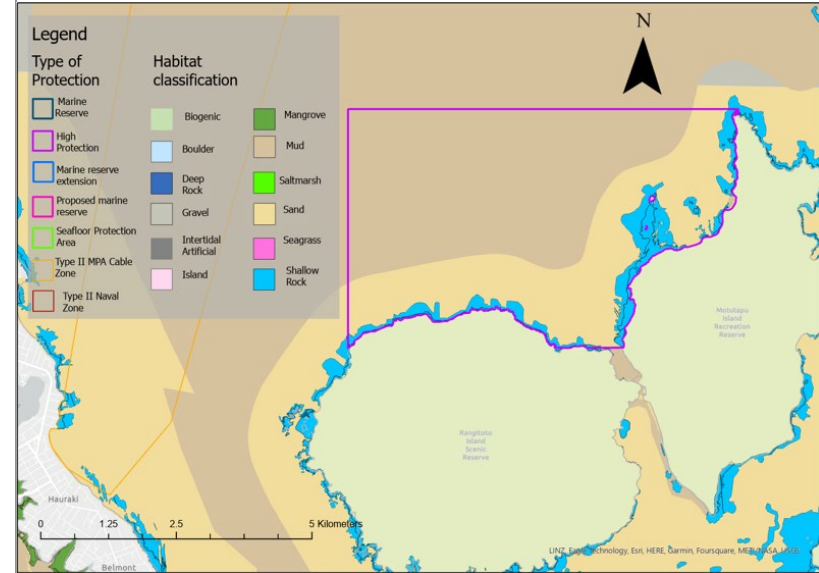 N
Legend
Type of
Protection
Marine
Reserve
High
Protection
Marine reserve
extension
Proposed marine
reserve
Seafloor Protection
Area
Type II MPA Cable
Zone
Type II Naval
Zone
Habitat
classification
Biogenic
Boulder
Deep
Rock
Gravel
Intertidal
Artificial
Island
Mangrove
Mud
Saltmarsh
Sand
Seagrass
Shallow
Rock
Motutapu
Island
Recreation
Reserve
Rangitoto
Island
Scenic
Reserve
Hauraki
0 1.25 2.5 5 Kilometers
Belmont
LINZ, Eagle Technology, Esri, HERE, Garmin, Foursquare, METI/NASA, USGS